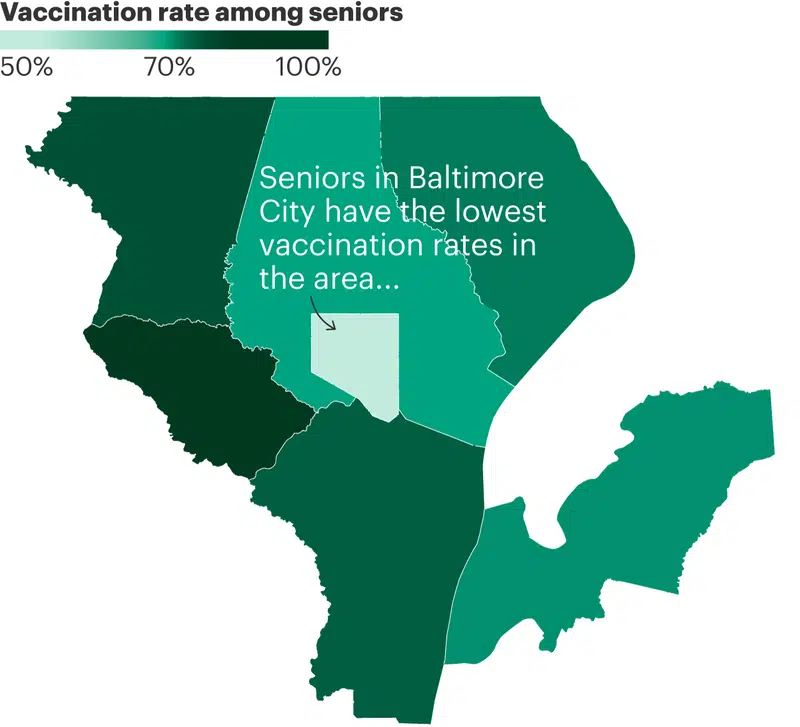 Vaccination rate among seniors
50% 70% 100%
Seniors in Baltimore
City have the lowest
vaccination rates in
the area...